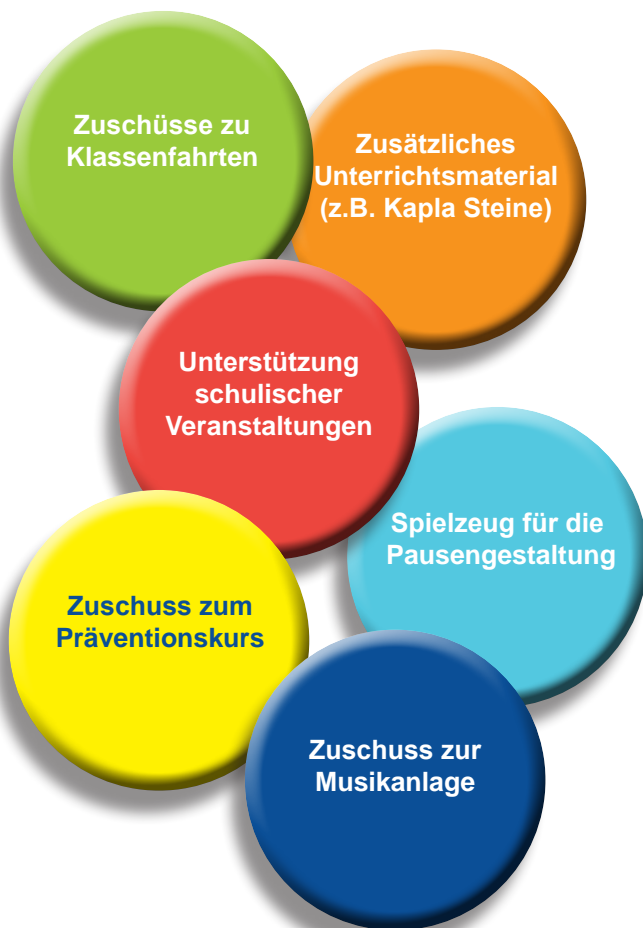 Zuschüsse zu
Klassenfahrten
Zusätzliches
Unterrichtsmaterial
(z.B. Kapla Steine)
Unterstützung
schulischer
Veranstaltungen
Spielzeug für die
Pausengestaltung
Zuschuss zum
Präventionskurs
Zuschuss zur
Musikanlage